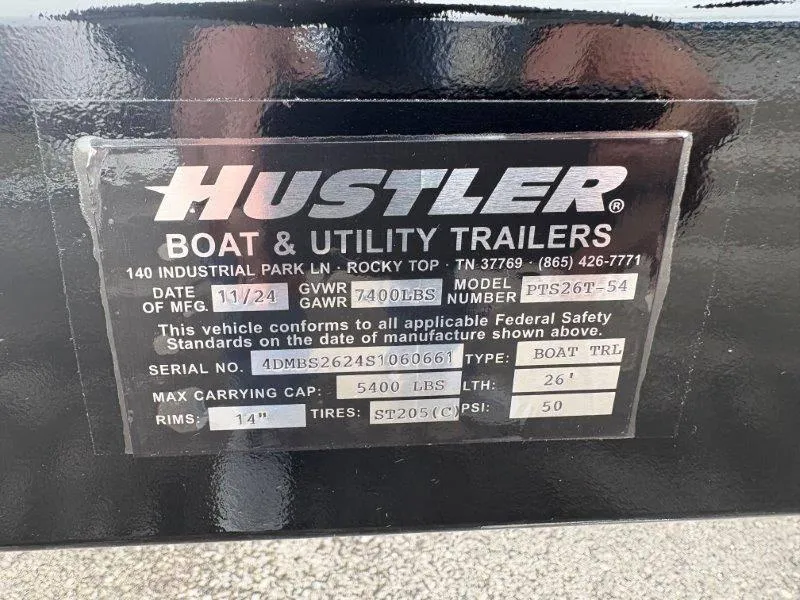 HUSTLER®
BOAT & UTILITY TRAILERS
140 INDUSTRIAL PARK LN · ROCKY TOP · TN 37769 · (865) 426-7771
DATE OF MFG. 11/24 GVWR GAWR 7400LBS MODEL NUMBER PTS26T-54
This vehicle conforms to all applicable Federal Safety
Standards on the date of manufacture shown above.
SERIAL NO. 4DMBS2624S1060661 TYPE: BOAT TRL
MAX CARRYING CAP: 5400 LBS LTH: 26'
RIMS: 14" TIRES: ST205(C) PSI: 50